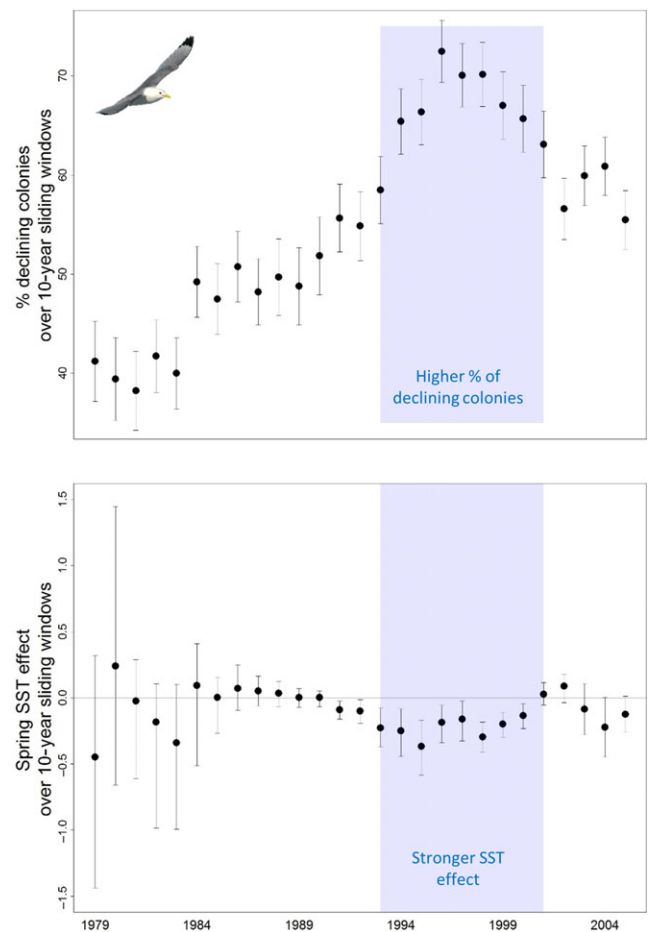 % declining colonies
over 10-year sliding windows
70
60
50
40
Higher % of
declining colonies
Spring SST effect
over 10-year sliding windows
1.5
1.0
0.5
0.0
-0.5
-1.0
-1.5
Stronger SST
effect
1979
1984
1989
1994
1999
2004